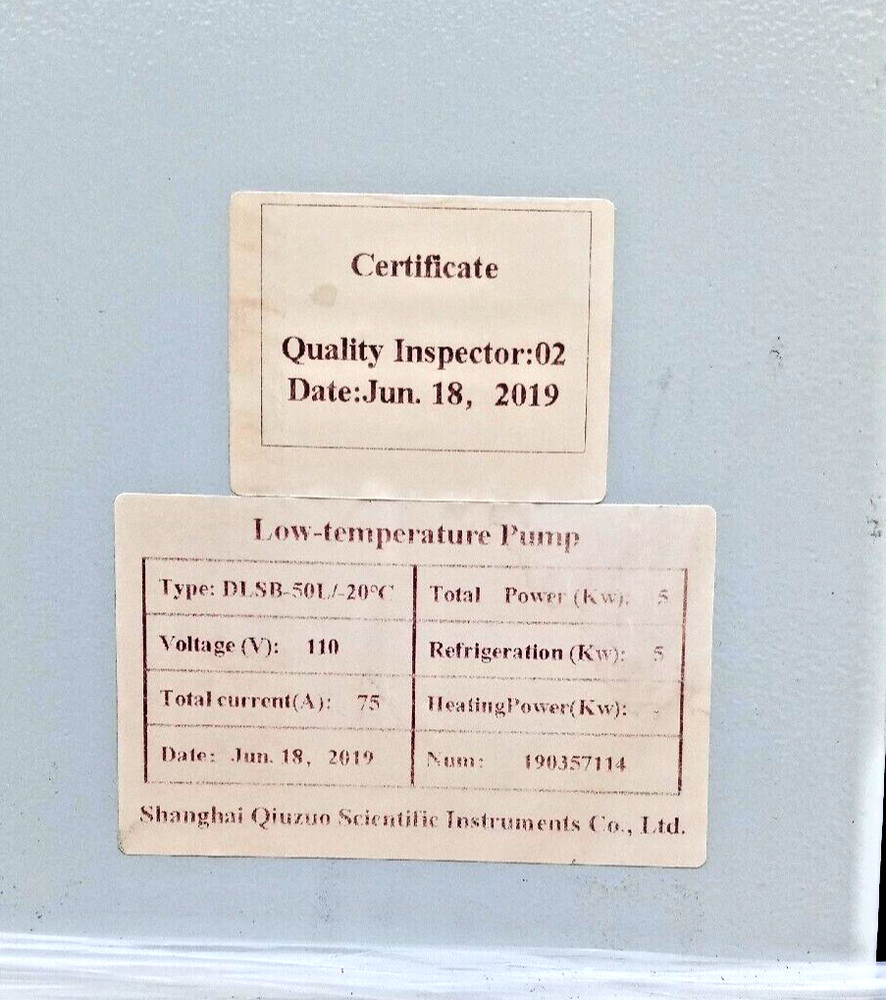 Certificate
Quality Inspector:02
Date:Jun. 18, 2019
Low-temperature Pump
Type: DLSB-50L/-20°C
Total Power (Kw): 5
Voltage (V): 110
Refrigeration (Kw): 5
Total current(A): 75
HeatingPower(Kw): -
Date: Jun. 18, 2019
Num: 190357114
Shanghai Qiuzuo Scientific Instruments Co., Ltd.